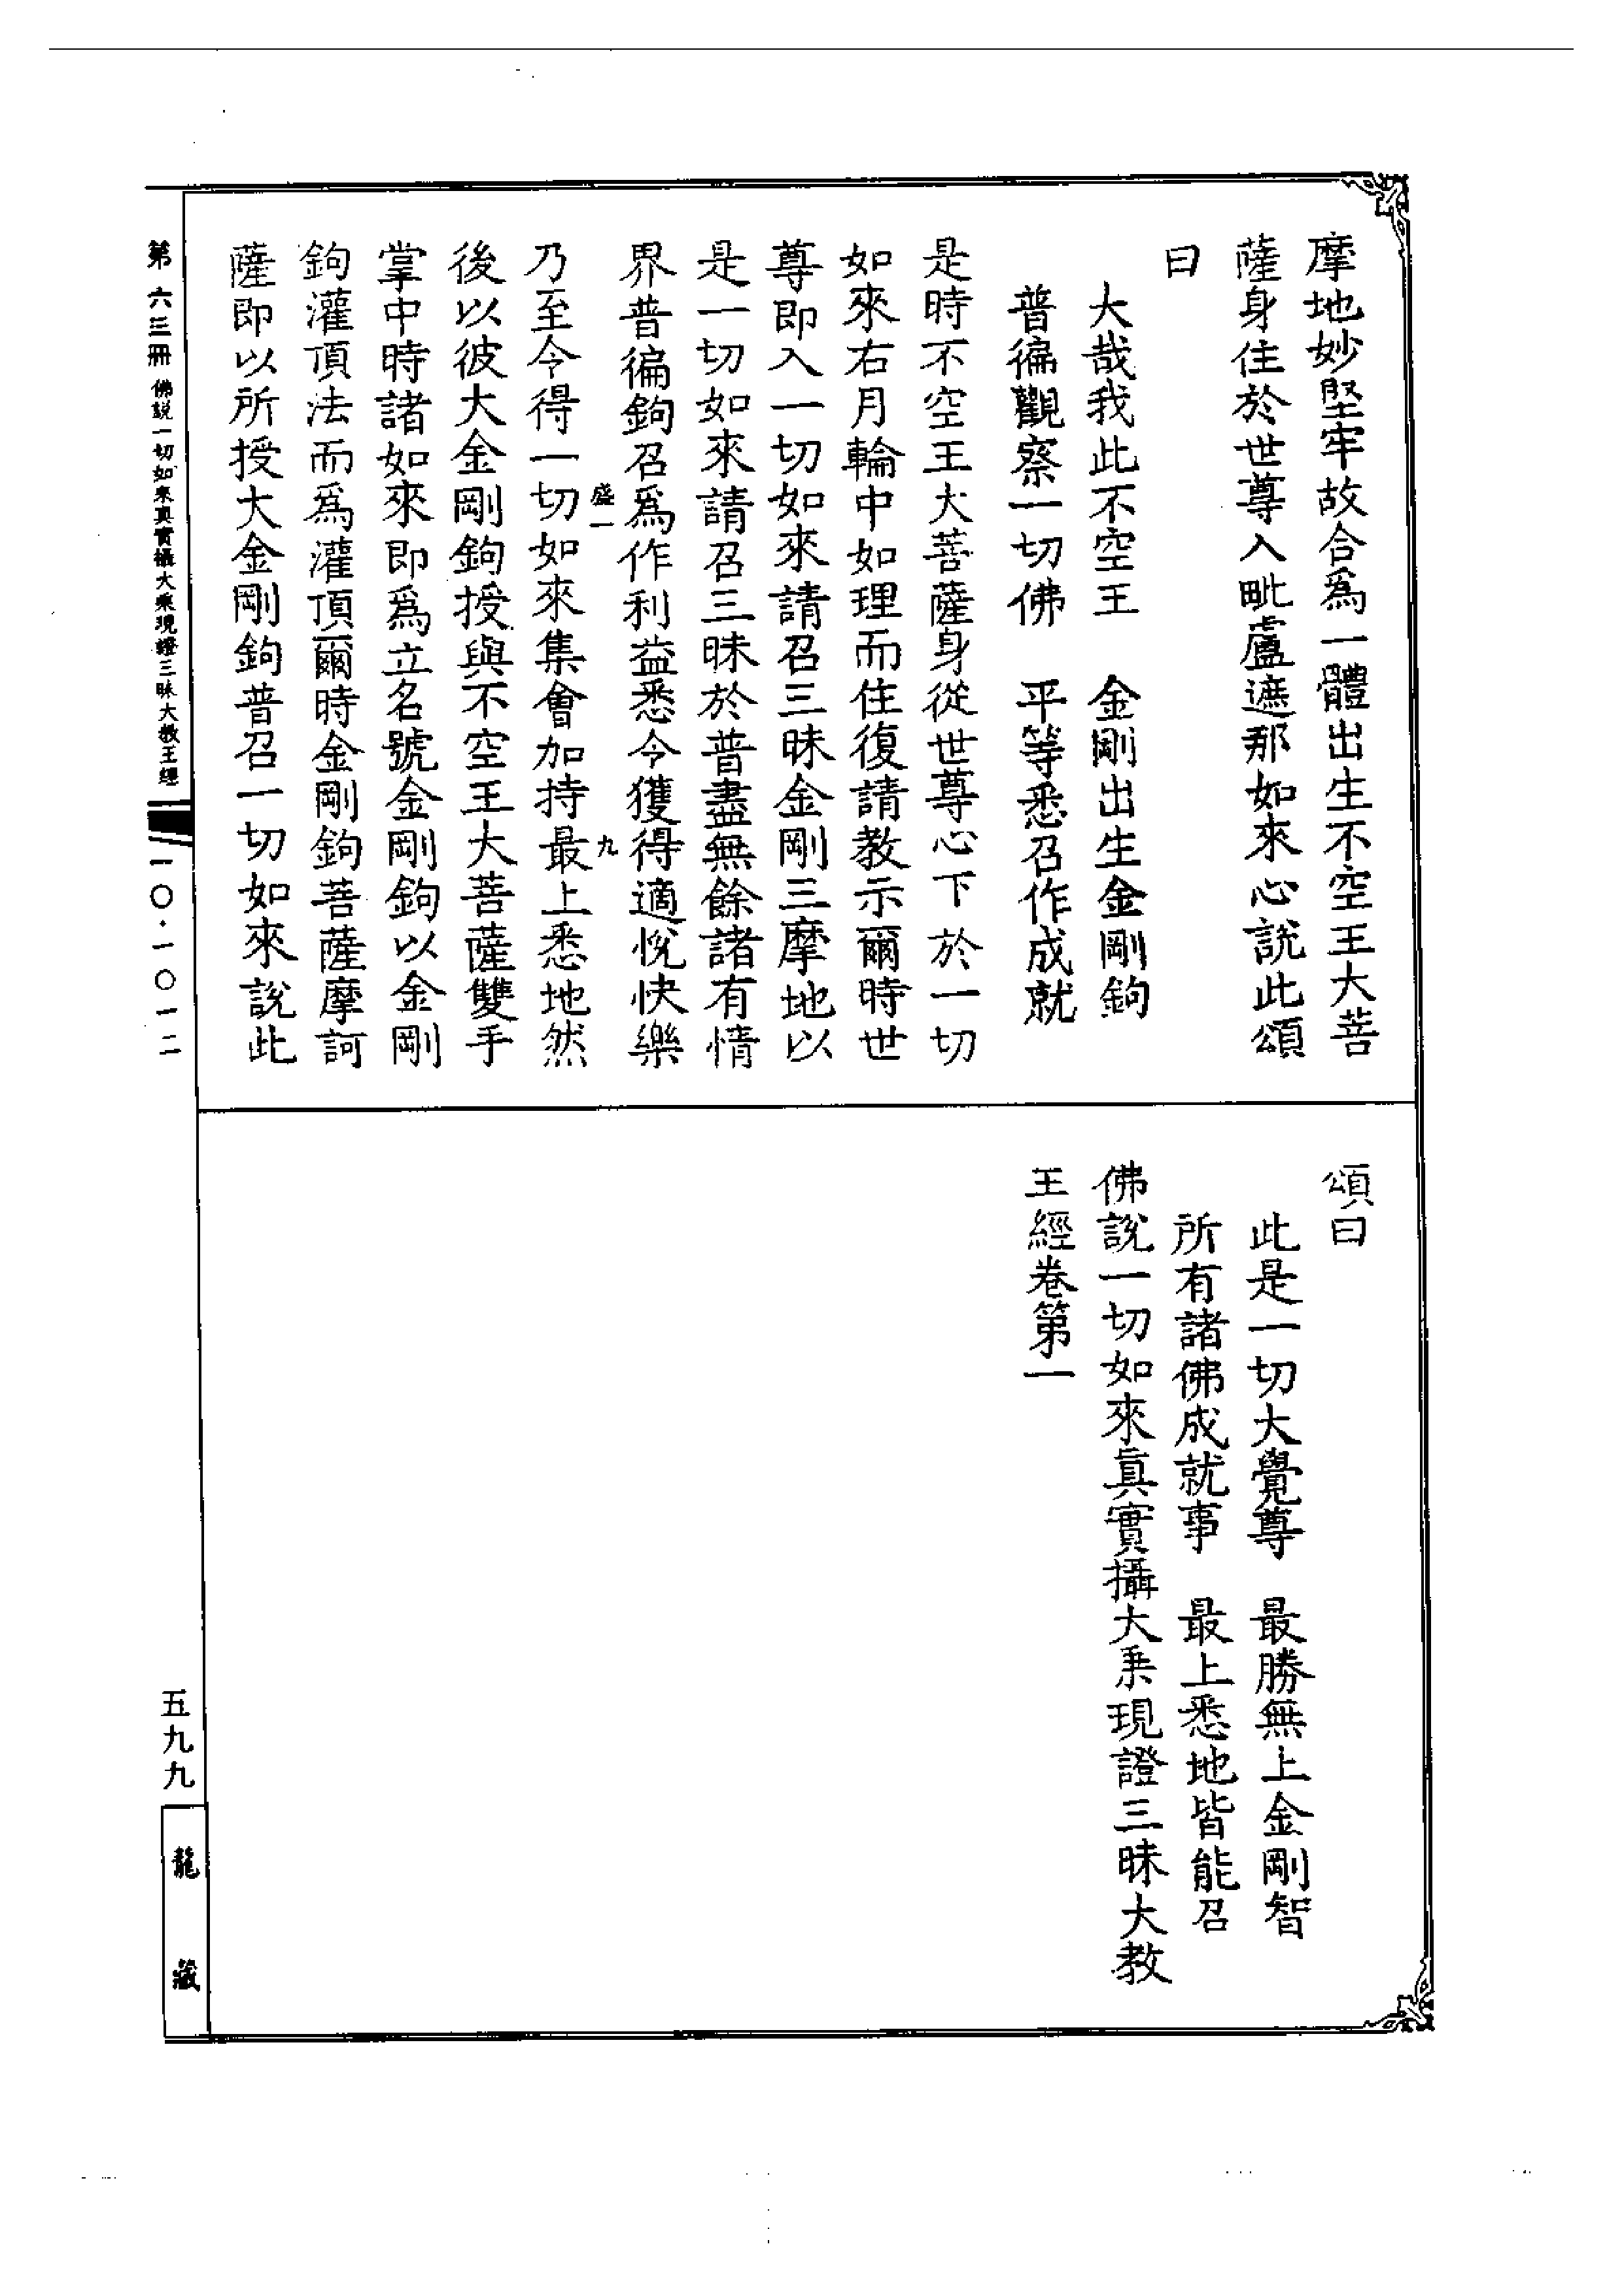 摩地妙堅牢故合爲一體出生不空王大菩
薩身住於世尊入毗盧遮那如來心說此頌
曰
大哉我此不空王　金剛出生金剛鉤
普徧觀察一切佛　平等悉召作成就
是時不空王大菩薩身從世尊心下於一切
如來右月輪中如理而住復請教示爾時世
尊即入一切如來請召三昧金剛三摩地以
是一切如來請召三昧於普盡無餘諸有情
界普徧鉤召爲作利益悉令獲得適悅快樂
盛一　九
乃至令得一切如來集會加持最上悉地然
後以彼大金剛鉤授與不空王大菩薩雙手
掌中時諸如來即爲立名號金剛鉤以金剛
鉤灌頂法而爲灌頂爾時金剛鉤菩薩摩訶
薩即以所授大金剛鉤普召一切如來說此
頌曰
此是一切大覺尊　最勝無上金剛智
所有諸佛成就事　最上悉地皆能召
佛說一切如來眞實攝大乘現證三昧大教
王經卷第一
第六三冊　佛說一切如來真實攝大乘現證三昧大教王經　一〇·一〇一二
五九九
龍藏